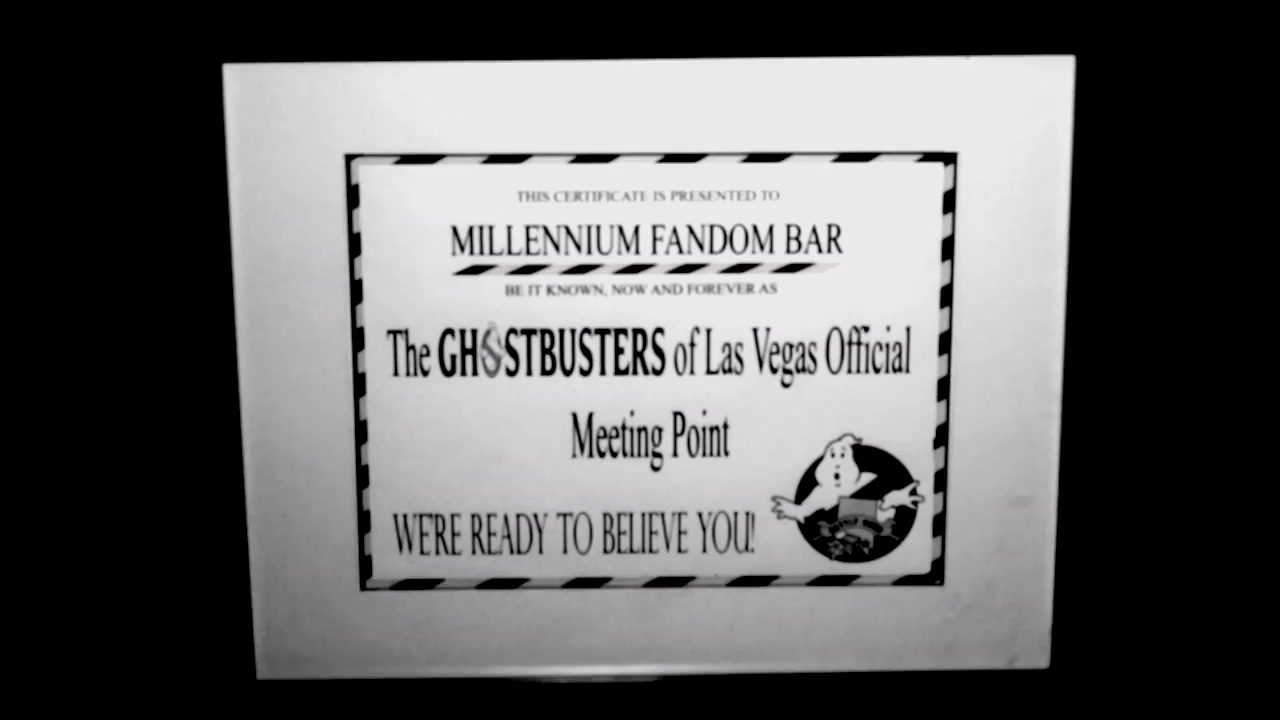 THIS CERTIFICATE IS PRESENTED TO
MILLENNIUM FANDOM BAR
BE IT KNOWN, NOW AND FOREVER AS
The GHOSTBUSTERS of Las Vegas Official
Meeting Point
WE'RE READY TO BELIEVE YOU!